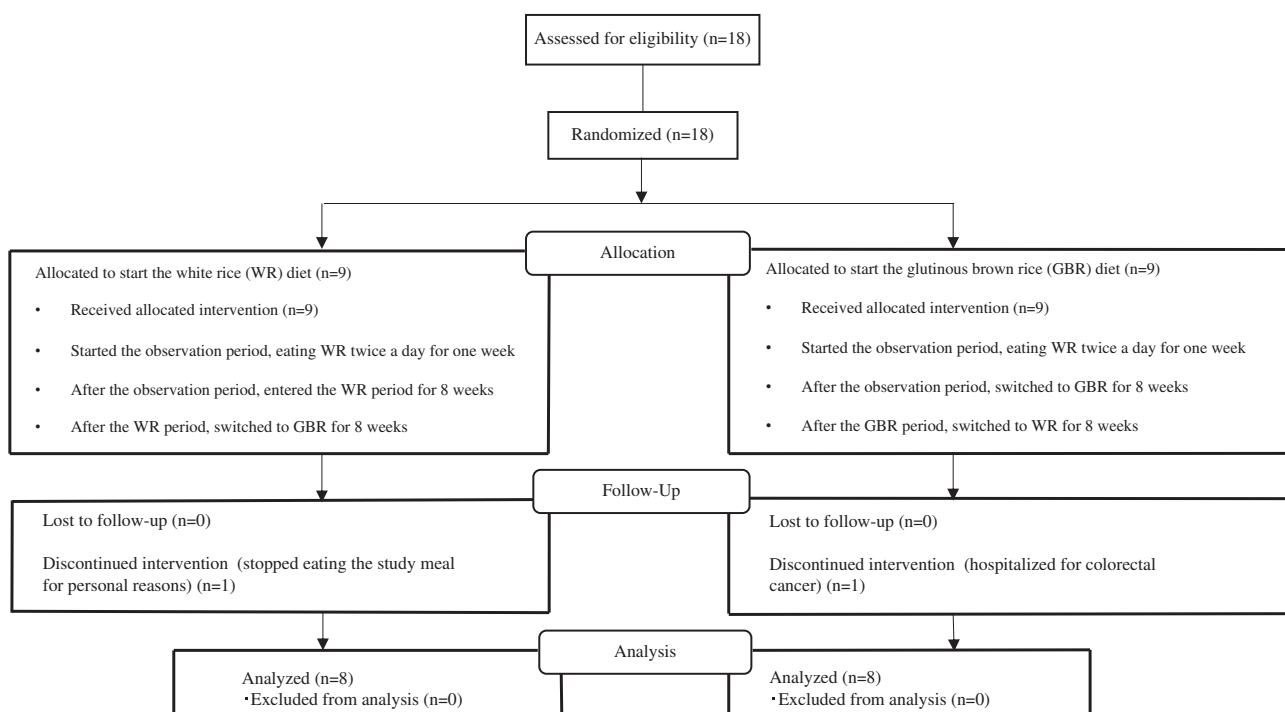 Assessed for eligibility (n=18)
Randomized (n=18)
Allocation
Allocated to start the white rice (WR) diet (n=9)
• Received allocated intervention (n=9)
• Started the observation period, eating WR twice a day for one week
• After the observation period, entered the WR period for 8 weeks
• After the WR period, switched to GBR for 8 weeks
Allocated to start the glutinous brown rice (GBR) diet (n=9)
• Received allocated intervention (n=9)
• Started the observation period, eating WR twice a day for one week
• After the observation period, switched to GBR for 8 weeks
• After the GBR period, switched to WR for 8 weeks
Follow-Up
Lost to follow-up (n=0)
Discontinued intervention (stopped eating the study meal
for personal reasons) (n=1)
Lost to follow-up (n=0)
Discontinued intervention (hospitalized for colorectal
cancer) (n=1)
Analysis
Analyzed (n=8)
・Excluded from analysis (n=0)
Analyzed (n=8)
・Excluded from analysis (n=0)